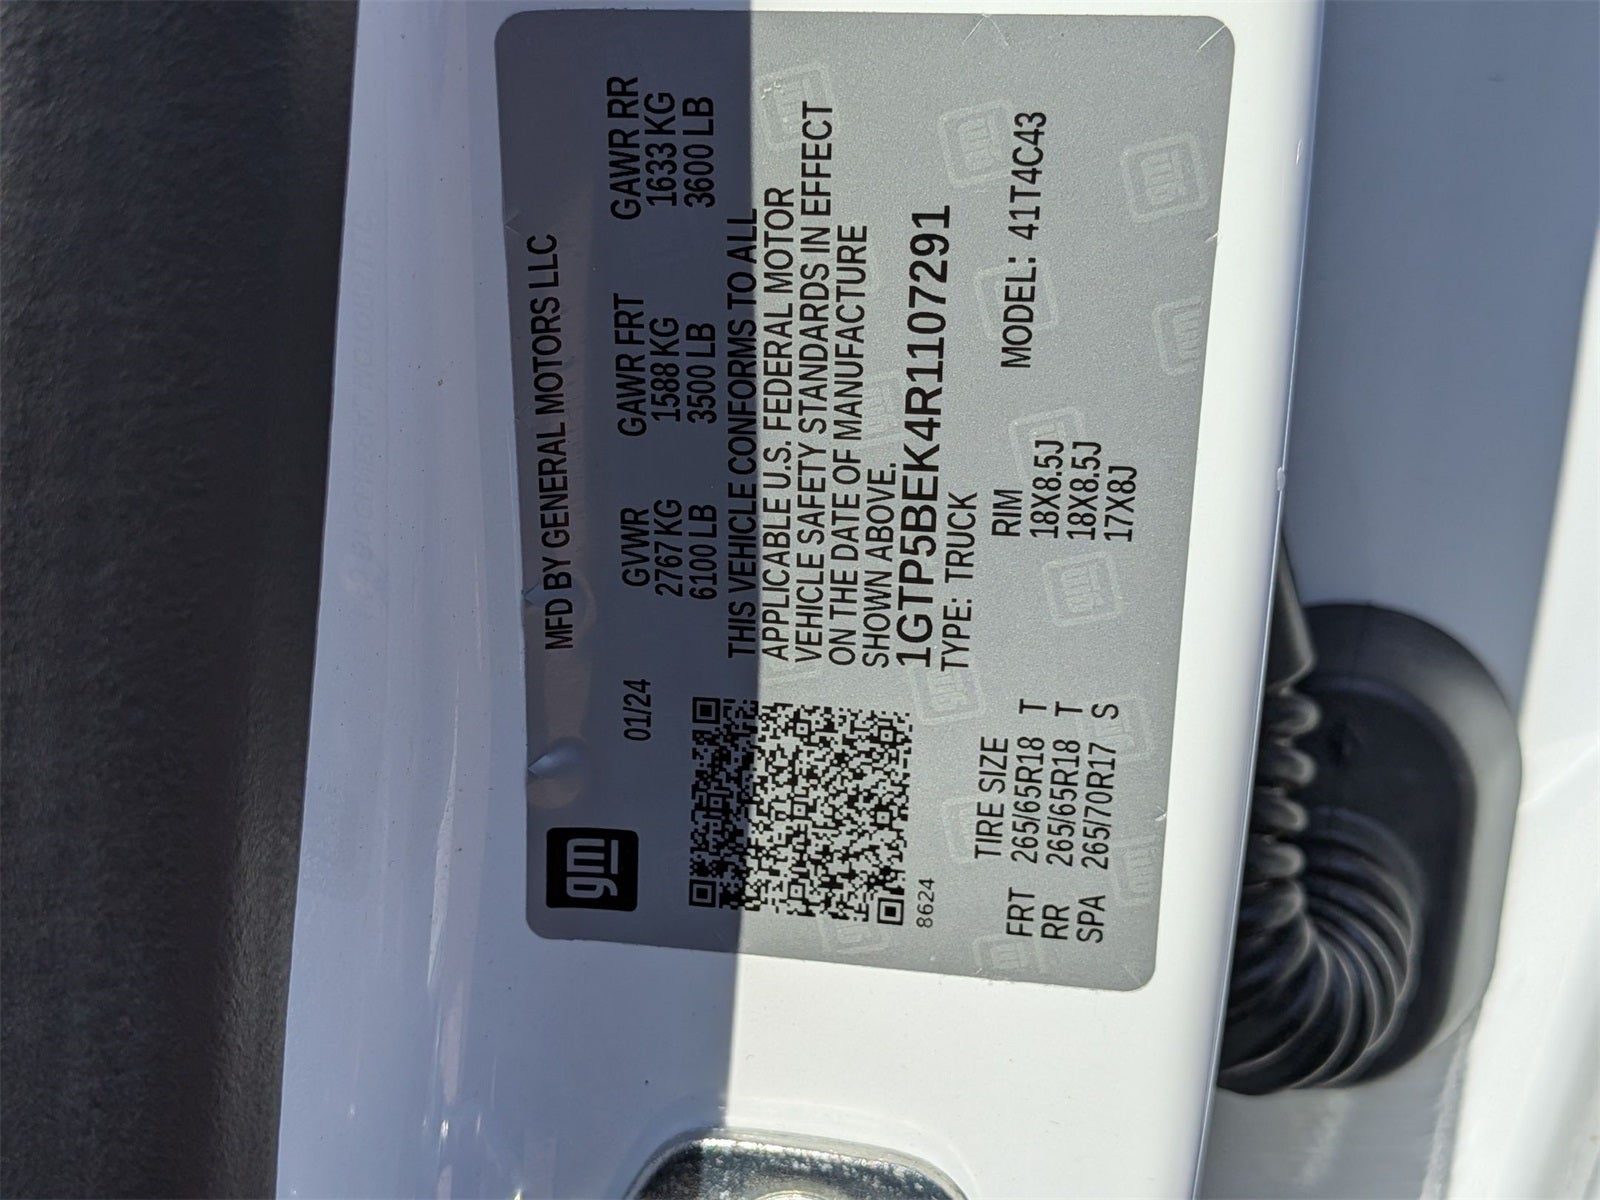 gm
MFD BY GENERAL MOTORS LLC
01/24
GVWR GAWR FRT GAWR RR
2767 KG 1588 KG 1633 KG
6100 LB 3500 LB 3600 LB
THIS VEHICLE CONFORMS TO ALL
APPLICABLE U.S. FEDERAL MOTOR
VEHICLE SAFETY STANDARDS IN EFFECT
ON THE DATE OF MANUFACTURE
SHOWN ABOVE.
1GTP5BEK4R1107291
8624
TYPE: TRUCK
MODEL: 41T4C43
TIRE SIZE RIM
FRT 265/65R18 T 18X8.5J
RR 265/65R18 T 18X8.5J
SPA 265/70R17 S 17X8J